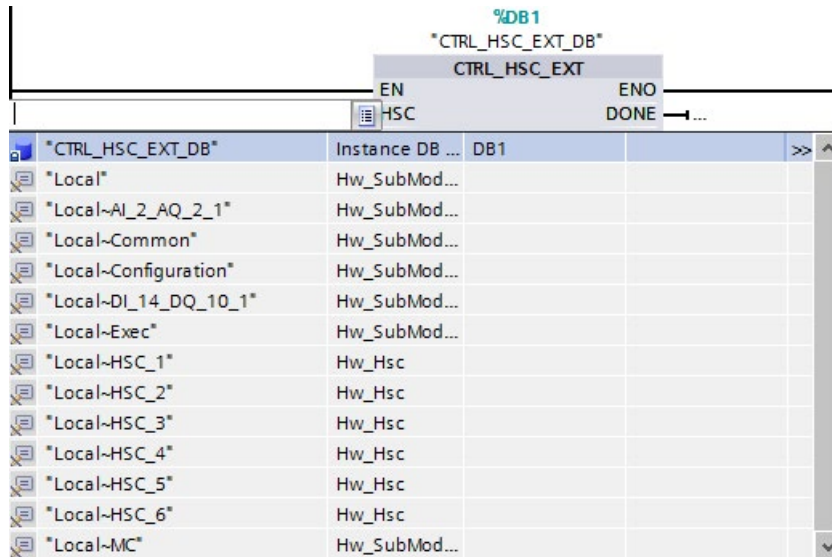 %DB1
"CTRL_HSC_EXT_DB"
CTRL_HSC_EXT
EN ENO
HSC DONE ...
"CTRL_HSC_EXT_DB" Instance DB ... DB1 >>
"Local" Hw_SubMod...
"Local~AI_2_AQ_2_1" Hw_SubMod...
"Local~Common" Hw_SubMod...
"Local~Configuration" Hw_SubMod...
"Local~DI_14_DQ_10_1" Hw_SubMod...
"Local~Exec" Hw_SubMod...
"Local~HSC_1" Hw_Hsc
"Local~HSC_2" Hw_Hsc
"Local~HSC_3" Hw_Hsc
"Local~HSC_4" Hw_Hsc
"Local~HSC_5" Hw_Hsc
"Local~HSC_6" Hw_Hsc
"Local~MC" Hw_SubMod...